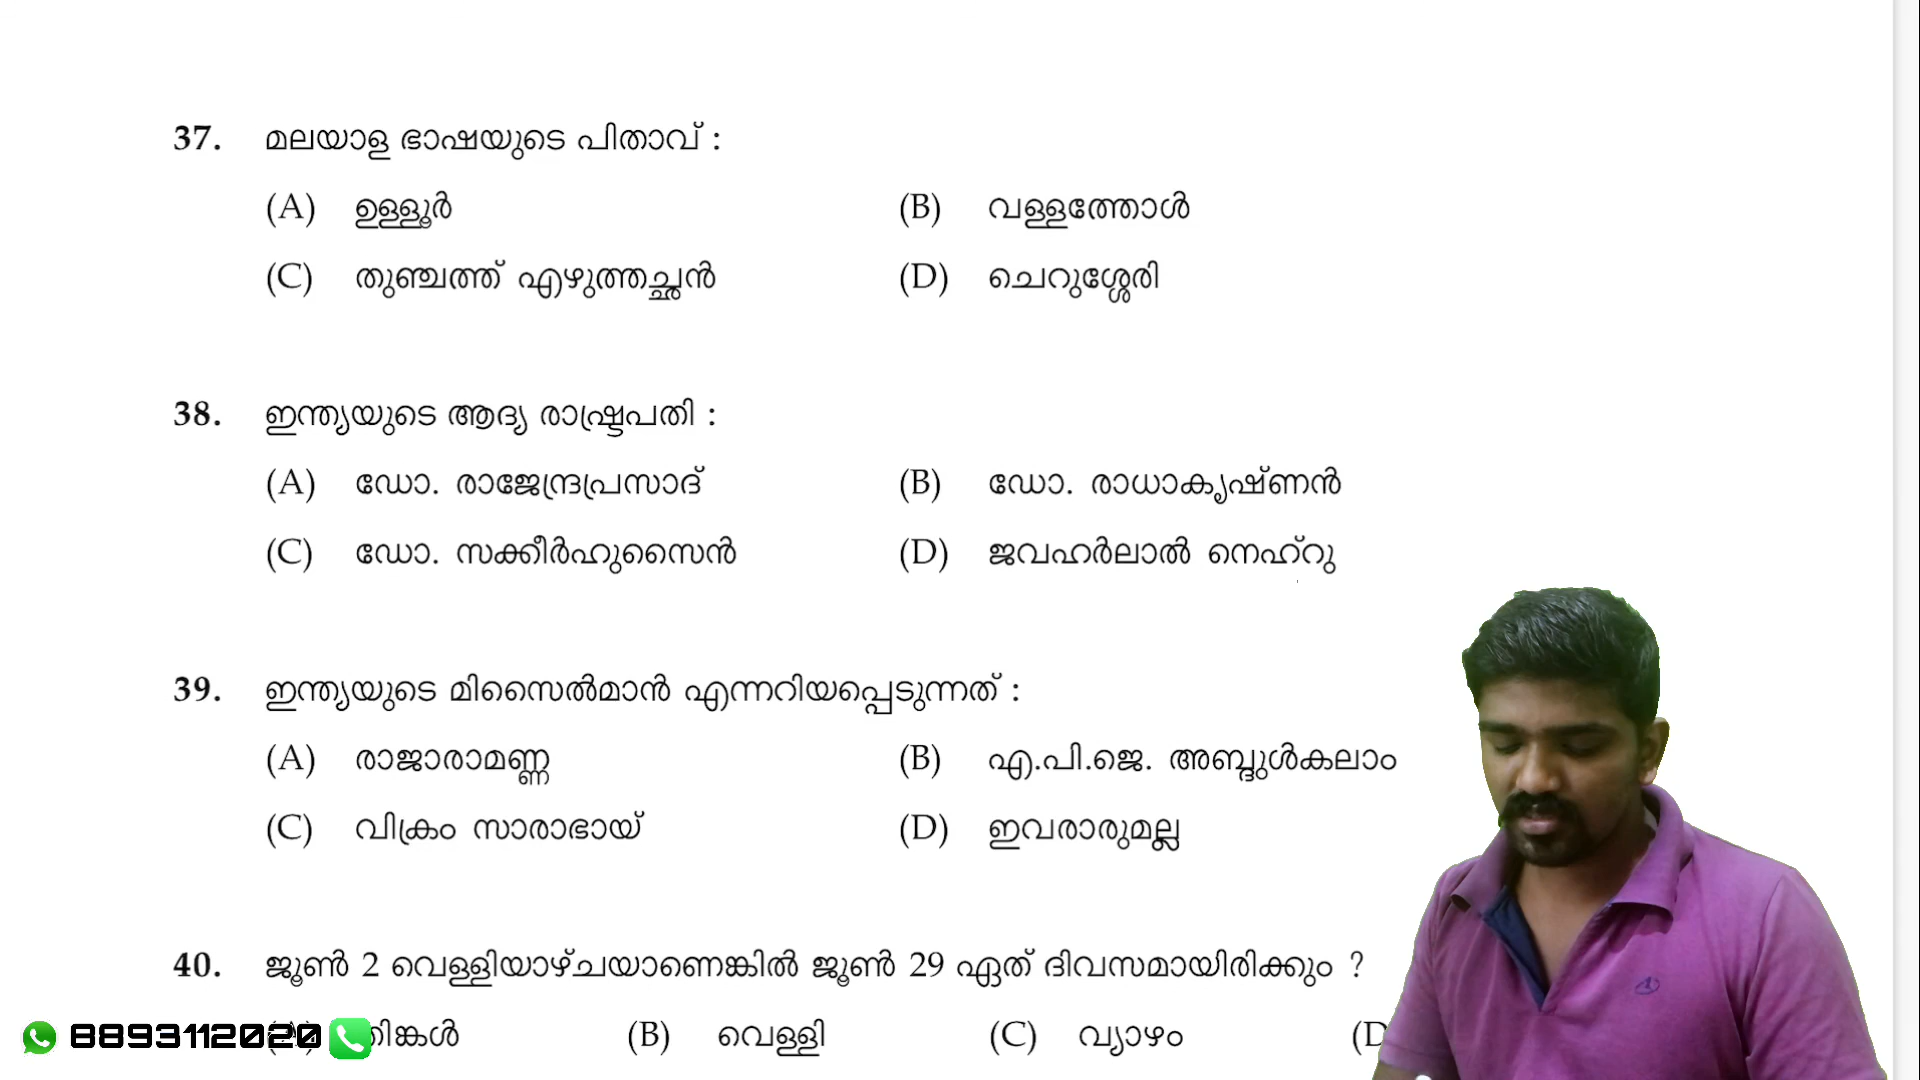 37. മലയാള ഭാഷയുടെ പിതാവ് :
(A) ഉള്ളൂർ (B) വള്ളത്തോൾ
(C) തുഞ്ചത്ത് എഴുത്തച്ഛൻ (D) ചെറുശ്ശേരി
38. ഇന്ത്യയുടെ ആദ്യ രാഷ്ട്രപതി :
(A) ഡോ. രാജേന്ദ്രപ്രസാദ് (B) ഡോ. രാധാകൃഷ്ണൻ
(C) ഡോ. സക്കീർഹുസൈൻ (D) ജവഹർലാൽ നെഹ്റു
39. ഇന്ത്യയുടെ മിസൈൽമാൻ എന്നറിയപ്പെടുന്നത് :
(A) രാജാരാമണ്ണ (B) എ.പി.ജെ. അബ്ദുൾകലാം
(C) വിക്രം സാരാഭായ് (D) ഇവരാരുമല്ല
40. ജൂൺ 2 വെള്ളിയാഴ്ചയാണെങ്കിൽ ജൂൺ 29 ഏത് ദിവസമായിരിക്കും ?
8893112020 (B) വെള്ളി (C) വ്യാഴം